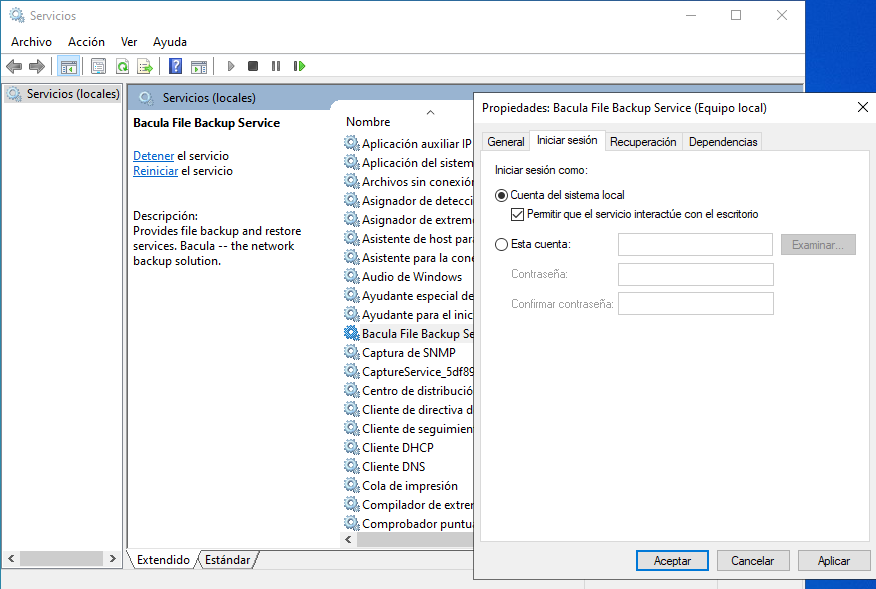 Servicios
Archivo Acción Ver Ayuda
Servicios (locales)
Servicios (locales)
Bacula File Backup Service
Detener el servicio
Reiniciar el servicio
Descripción:
Provides file backup and restore
services. Bacula -- the network
backup solution.
Nombre
Aplicación auxiliar IP
Aplicación del sistem
Archivos sin conexión
Asignador de detecci
Asignador de extrem
Asistente de host para
Asistente para la cone
Audio de Windows
Ayudante especial de
Ayudante para el inic
Bacula File Backup Se
Captura de SNMP
CaptureService_5df89
Centro de distribució
Cliente de directiva d
Cliente de seguimien
Cliente DHCP
Cliente DNS
Cola de impresión
Compilador de extrem
Comprobador puntua
Extendido Estándar
Propiedades: Bacula File Backup Service (Equipo local)
General Iniciar sesión Recuperación Dependencias
Iniciar sesión como:
Cuenta del sistema local
Permitir que el servicio interactúe con el escritorio
Esta cuenta: Examinar...
Contraseña:
Confirmar contraseña:
Aceptar Cancelar Aplicar